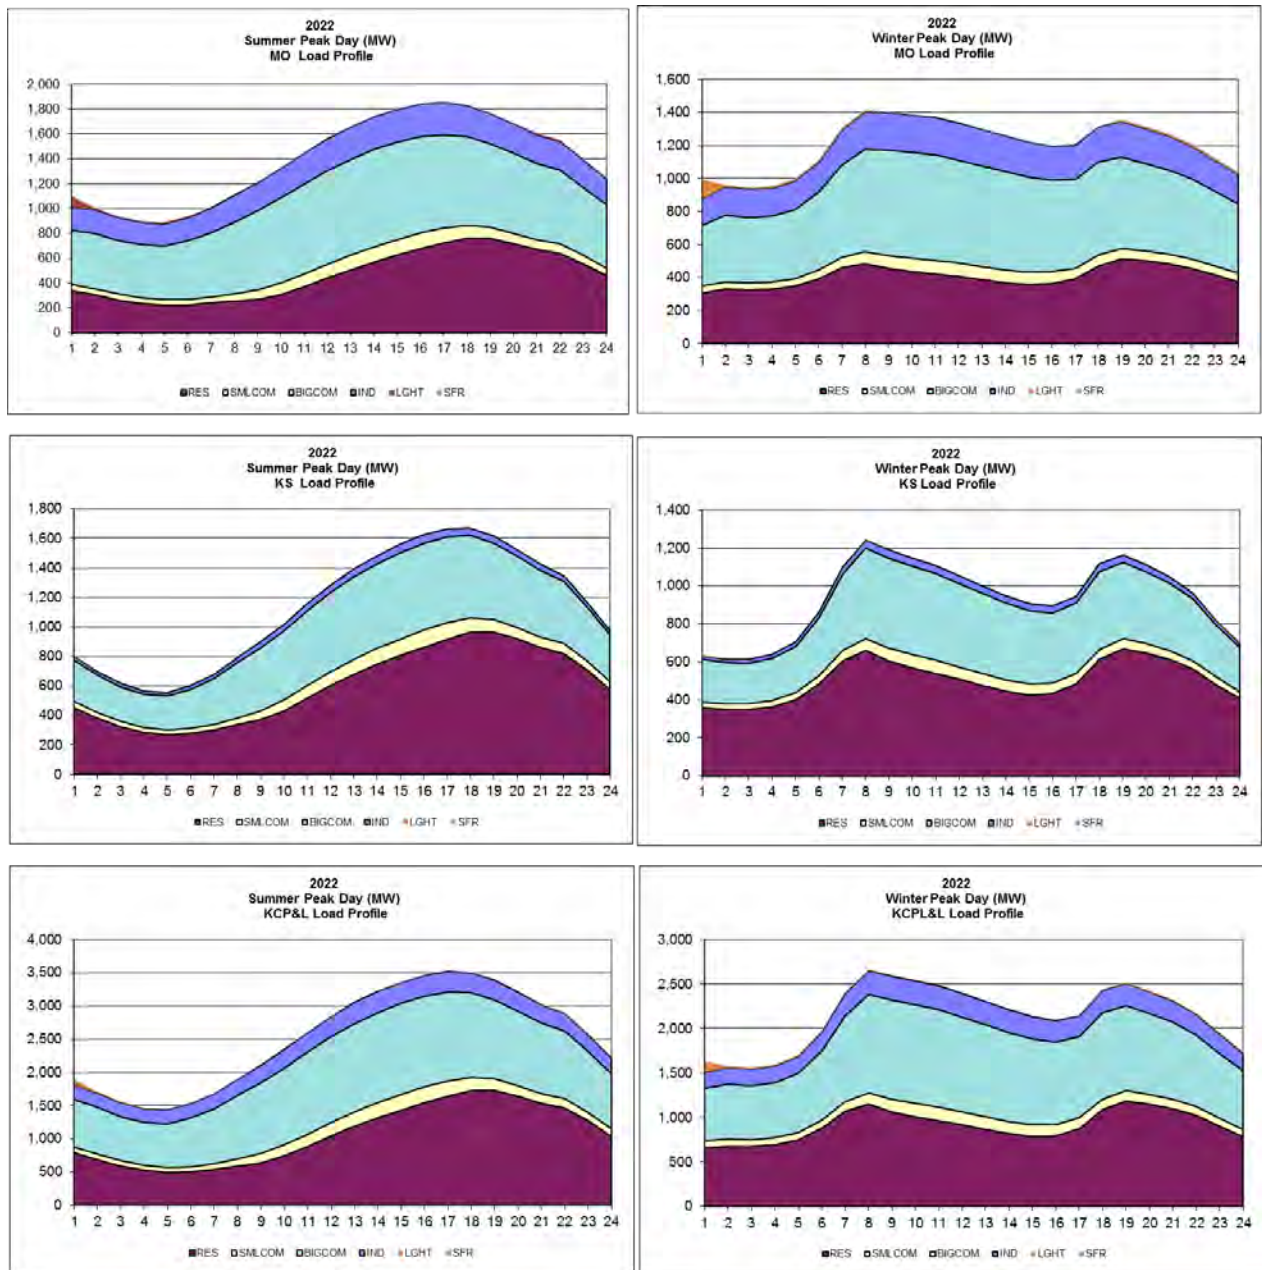 2022
Summer Peak Day (MW)
MO Load Profile
2,000
1,800
1,600
1,400
1,200
1,000
800
600
400
200
0
1 2 3 4 5 6 7 8 9 10 11 12 13 14 15 16 17 18 19 20 21 22 23 24
RES SMLCOM BIGCOM IND LGHT SFR
2022
Winter Peak Day (MW)
MO Load Profile
1,600
1,400
1,200
1,000
800
600
400
200
0
1 2 3 4 5 6 7 8 9 10 11 12 13 14 15 16 17 18 19 20 21 22 23 24
RES SMLCOM BIGCOM IND LGHT SFR
2022
Summer Peak Day (MW)
KS Load Profile
1,800
1,600
1,400
1,200
1,000
800
600
400
200
0
1 2 3 4 5 6 7 8 9 10 11 12 13 14 15 16 17 18 19 20 21 22 23 24
RES SMLCOM BIGCOM IND LGHT SFR
2022
Winter Peak Day (MW)
KS Load Profile
1,400
1,200
1,000
800
600
400
200
0
1 2 3 4 5 6 7 8 9 10 11 12 13 14 15 16 17 18 19 20 21 22 23 24
RES SMLCOM BIGCOM IND LGHT SFR
2022
Summer Peak Day (MW)
KCP&L Load Profile
4,000
3,500
3,000
2,500
2,000
1,500
1,000
500
0
1 2 3 4 5 6 7 8 9 10 11 12 13 14 15 16 17 18 19 20 21 22 23 24
RES SMLCOM BIGCOM IND LGHT SFR
2022
Winter Peak Day (MW)
KCPL&L Load Profile
3,000
2,500
2,000
1,500
1,000
500
0
1 2 3 4 5 6 7 8 9 10 11 12 13 14 15 16 17 18 19 20 21 22 23 24
RES SMLCOM BIGCOM IND LGHT SFR